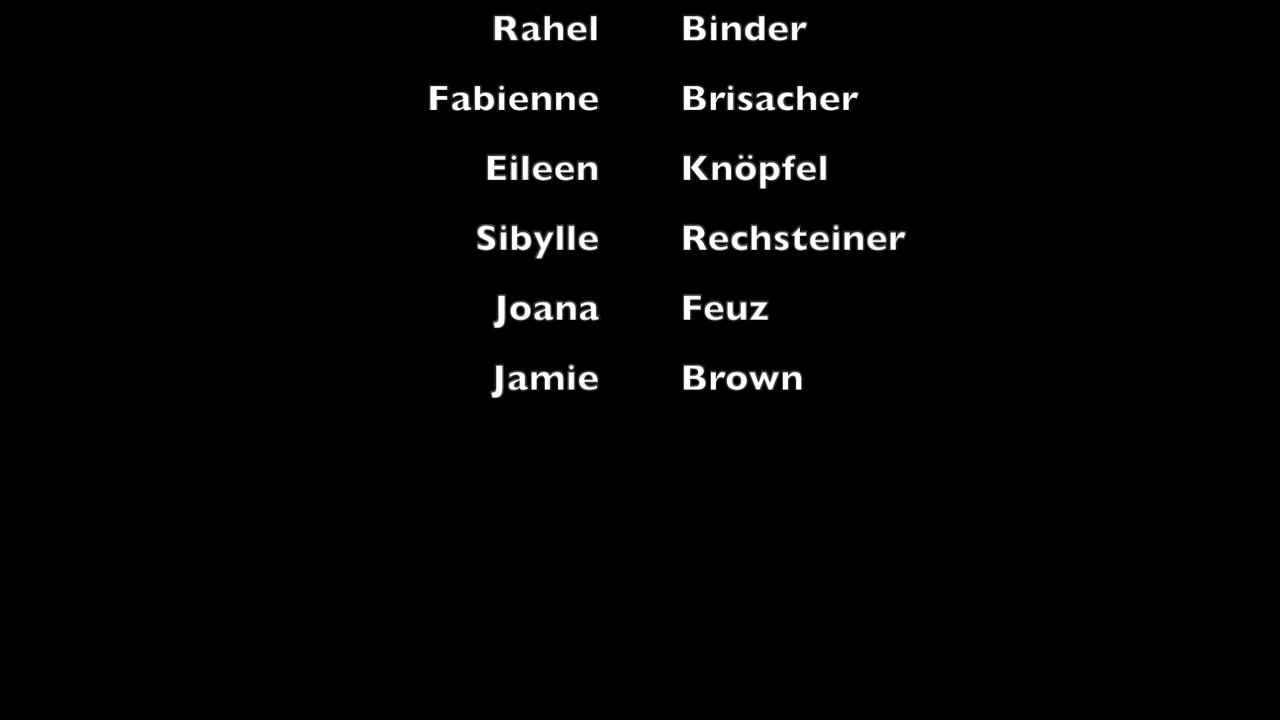 Rahel Binder
Fabienne Brisacher
Eileen Knöpfel
Sibylle Rechsteiner
Joana Feuz
Jamie Brown